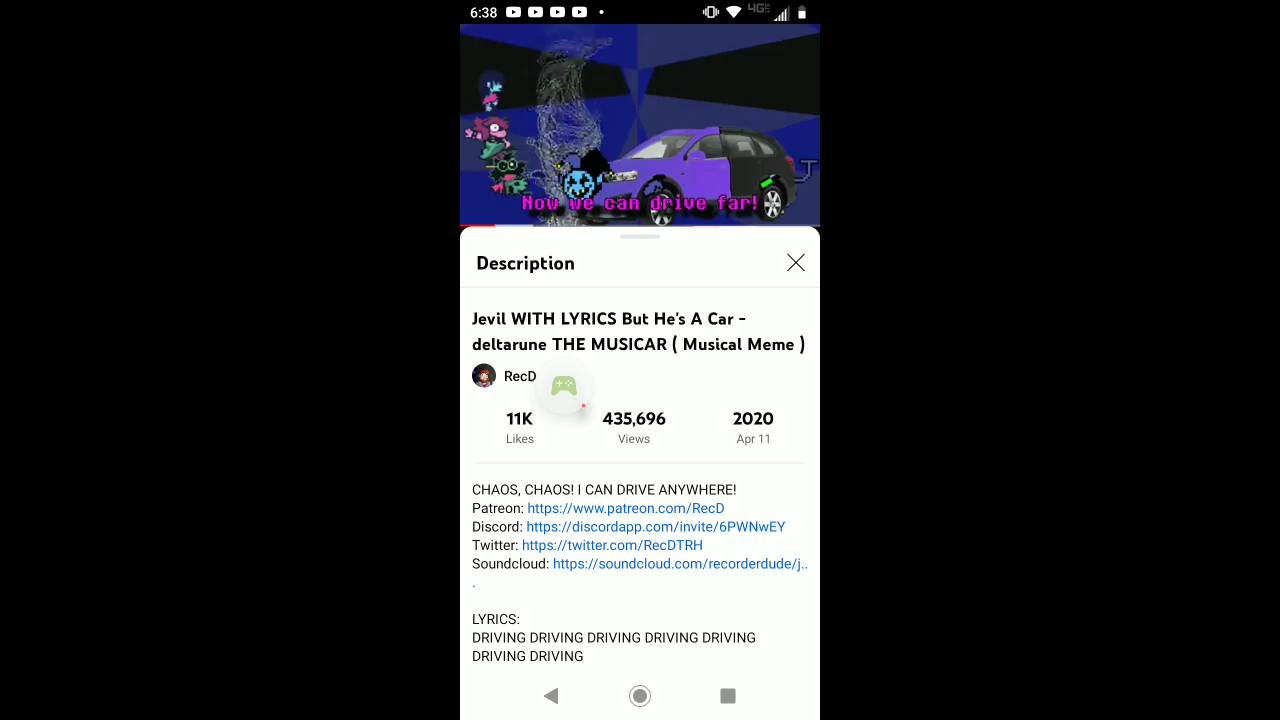 6:38
4G
Now we can drive far!
Description
Jevil WITH LYRICS But He's A Car -
deltarune THE MUSICAR ( Musical Meme )
RecD
11K 435,696 2020
Likes Views Apr 11
CHAOS, CHAOS! I CAN DRIVE ANYWHERE!
Patreon: https://www.patreon.com/RecD
Discord: https://discordapp.com/invite/6PWNwEY
Twitter: https://twitter.com/RecDTRH
Soundcloud: https://soundcloud.com/recorderdude/j..
.
LYRICS:
DRIVING DRIVING DRIVING DRIVING DRIVING
DRIVING DRIVING